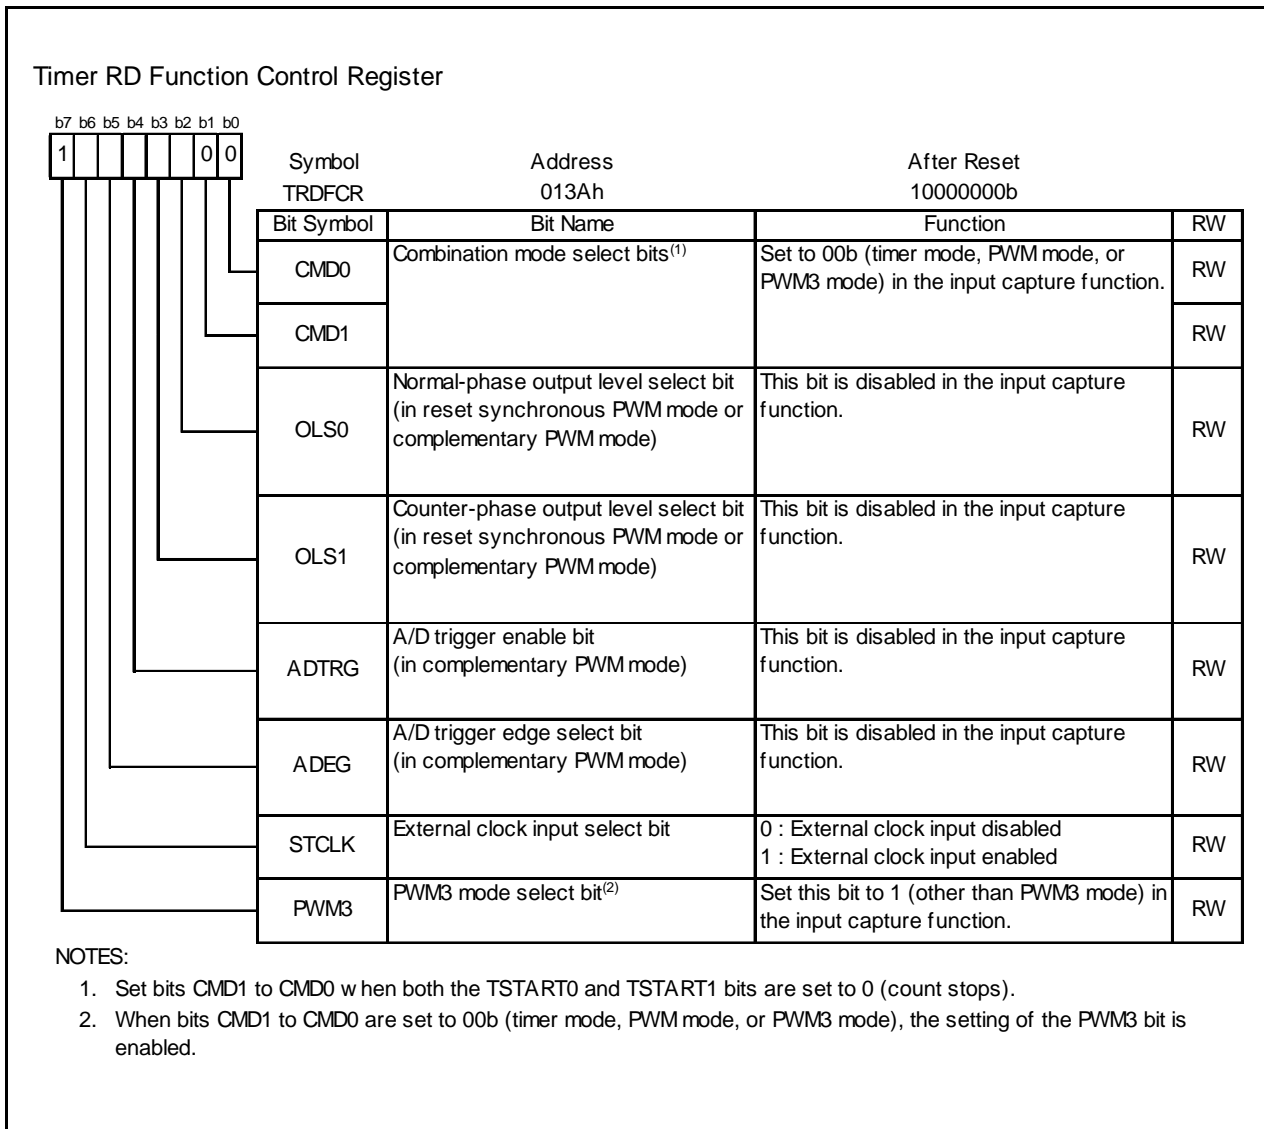 Timer RD Function Control Register
b7 b6 b5 b4 b3 b2 b1 b0
1 0 0
Symbol Address After Reset
TRDFCR 013Ah 10000000b
Bit Symbol Bit Name Function RW
CMD0 Combination mode select bits(1) Set to 00b (timer mode, PWM mode, or RW
PWM3 mode) in the input capture function.
CMD1 RW
Normal-phase output level select bit This bit is disabled in the input capture
(in reset synchronous PWM mode or function.
OLS0 complementary PWM mode) RW
Counter-phase output level select bit This bit is disabled in the input capture
(in reset synchronous PWM mode or function.
OLS1 complementary PWM mode) RW
A/D trigger enable bit This bit is disabled in the input capture
ADTRG (in complementary PWM mode) function. RW
A/D trigger edge select bit This bit is disabled in the input capture
ADEG (in complementary PWM mode) function. RW
STCLK External clock input select bit 0 : External clock input disabled RW
1 : External clock input enabled
PWM3 PWM3 mode select bit(2) Set this bit to 1 (other than PWM3 mode) in RW
the input capture function.
NOTES:
1. Set bits CMD1 to CMD0 when both the TSTART0 and TSTART1 bits are set to 0 (count stops).
2. When bits CMD1 to CMD0 are set to 00b (timer mode, PWM mode, or PWM3 mode), the setting of the PWM3 bit is
enabled.